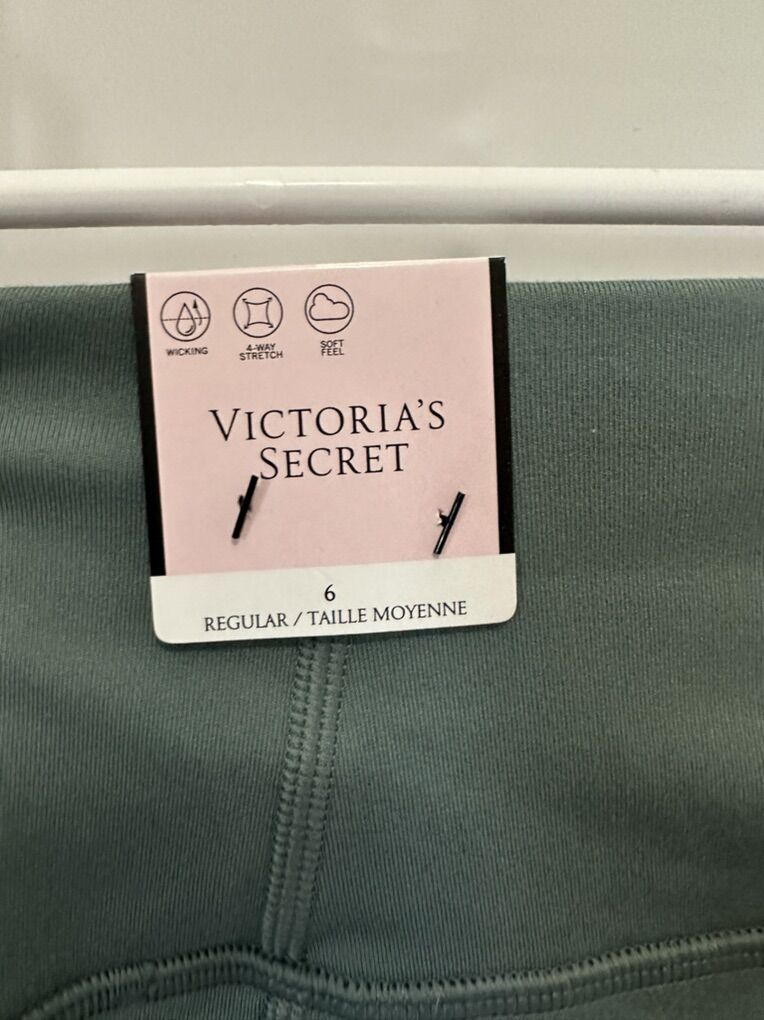 WICKING
4-WAY
STRETCH
SOFT
FEEL
VICTORIA'S
SECRET
6
REGULAR / TAILLE MOYENNE